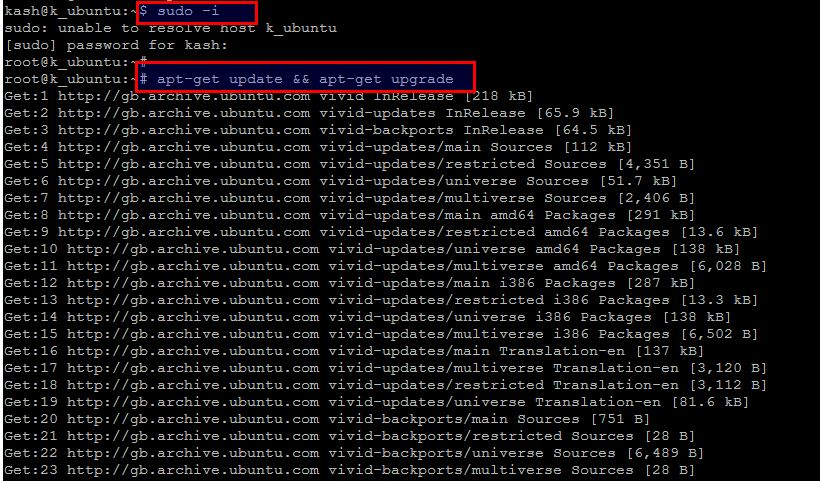 kash@k_ubuntu:~$ sudo -i
sudo: unable to resolve host k_ubuntu
[sudo] password for kash:
root@k_ubuntu:~#
root@k_ubuntu:~# apt-get update && apt-get upgrade
Get:1 http://gb.archive.ubuntu.com vivid InRelease [218 kB]
Get:2 http://gb.archive.ubuntu.com vivid-updates InRelease [65.9 kB]
Get:3 http://gb.archive.ubuntu.com vivid-backports InRelease [64.5 kB]
Get:4 http://gb.archive.ubuntu.com vivid-updates/main Sources [112 kB]
Get:5 http://gb.archive.ubuntu.com vivid-updates/restricted Sources [4,351 B]
Get:6 http://gb.archive.ubuntu.com vivid-updates/universe Sources [51.7 kB]
Get:7 http://gb.archive.ubuntu.com vivid-updates/multiverse Sources [2,406 B]
Get:8 http://gb.archive.ubuntu.com vivid-updates/main amd64 Packages [291 kB]
Get:9 http://gb.archive.ubuntu.com vivid-updates/restricted amd64 Packages [13.6 kB]
Get:10 http://gb.archive.ubuntu.com vivid-updates/universe amd64 Packages [138 kB]
Get:11 http://gb.archive.ubuntu.com vivid-updates/multiverse amd64 Packages [6,028 B]
Get:12 http://gb.archive.ubuntu.com vivid-updates/main i386 Packages [287 kB]
Get:13 http://gb.archive.ubuntu.com vivid-updates/restricted i386 Packages [13.3 kB]
Get:14 http://gb.archive.ubuntu.com vivid-updates/universe i386 Packages [138 kB]
Get:15 http://gb.archive.ubuntu.com vivid-updates/multiverse i386 Packages [6,502 B]
Get:16 http://gb.archive.ubuntu.com vivid-updates/main Translation-en [137 kB]
Get:17 http://gb.archive.ubuntu.com vivid-updates/multiverse Translation-en [3,120 B]
Get:18 http://gb.archive.ubuntu.com vivid-updates/restricted Translation-en [3,112 B]
Get:19 http://gb.archive.ubuntu.com vivid-updates/universe Translation-en [81.6 kB]
Get:20 http://gb.archive.ubuntu.com vivid-backports/main Sources [751 B]
Get:21 http://gb.archive.ubuntu.com vivid-backports/restricted Sources [28 B]
Get:22 http://gb.archive.ubuntu.com vivid-backports/universe Sources [6,489 B]
Get:23 http://gb.archive.ubuntu.com vivid-backports/multiverse Sources [28 B]